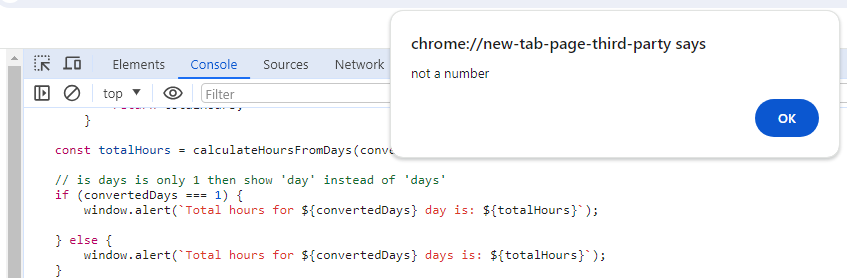 chrome://new-tab-page-third-party says
not a number
OK
Elements Console Sources Network
top Filter
}
const totalHours = calculateHoursFromDays(conve
// is days is only 1 then show 'day' instead of 'days'
if (convertedDays === 1) {
window.alert(`Total hours for ${convertedDays} day is: ${totalHours}`);
} else {
window.alert(`Total hours for ${convertedDays} days is: ${totalHours}`);
}